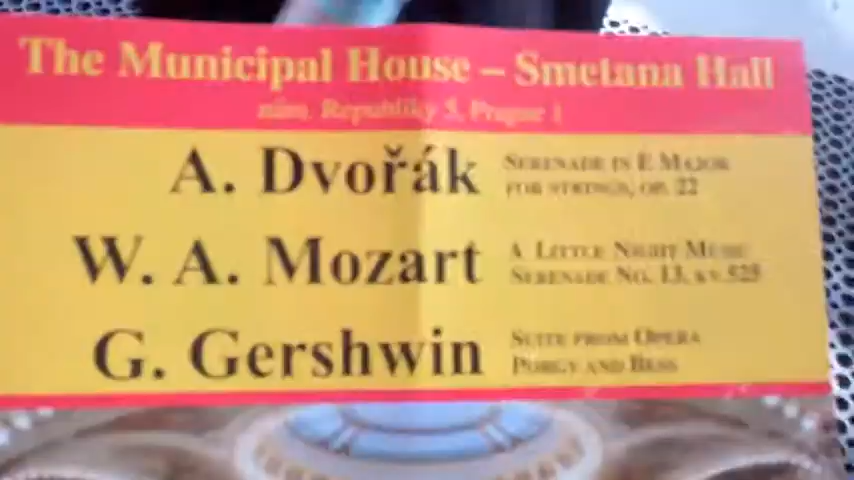 The Municipal House – Smetana Hall
nám. Republiky 5, Prague 1
A. Dvořák
SERENADE IN E MAJOR
FOR STRINGS, OP. 22
W. A. Mozart
A LITTLE NIGHT MUSIC
SERENADE NO. 13, KV.525
G. Gershwin
SUITE FROM OPERA
PORGY AND BESS